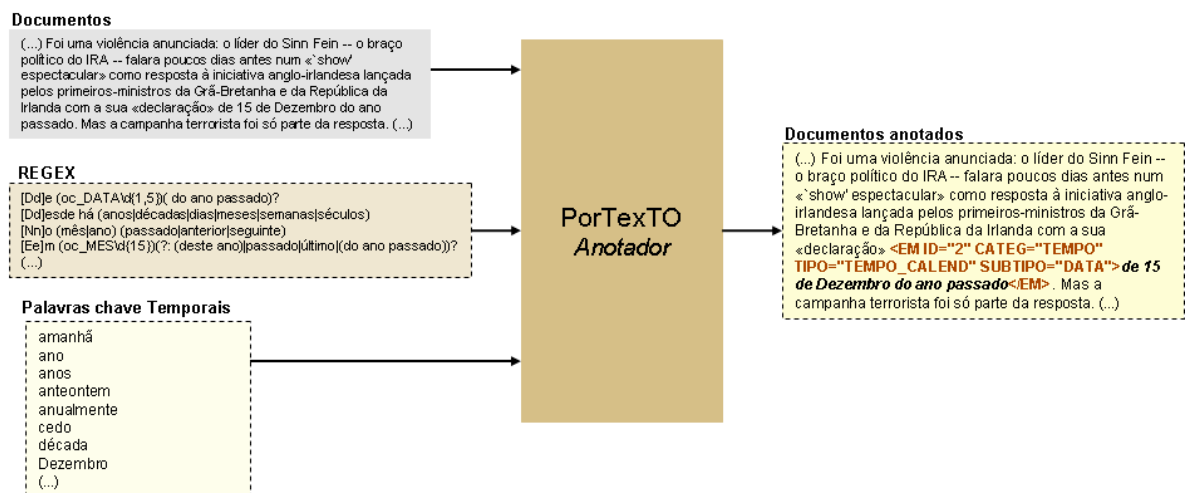 Documentos
(...) Foi uma violência anunciada: o líder do Sinn Fein -- o braço
político do IRA -- falara poucos dias antes num «`show'
espectacular» como resposta à iniciativa anglo-irlandesa lançada
pelos primeiros-ministros da Grã-Bretanha e da República da
Irlanda com a sua «declaração» de 15 de Dezembro do ano
passado. Mas a campanha terrorista foi só parte da resposta. (...)
REGEX
[Dd]e (oc_DATA\d{1,5})( do ano passado)?
[Dd]esde há (anos|décadas|dias|meses|semanas|séculos)
[Nn]o (mês|ano) (passado|anterior|seguinte)
[Ee]m (oc_MES\d{15})(?: (deste ano)|passado|último|(do ano passado))?
(...)
Palavras chave Temporais
amanhã
ano
anos
anteontem
anualmente
cedo
década
Dezembro
(...)
PorTexTO
Anotador
Documentos anotados
(...) Foi uma violência anunciada: o líder do Sinn Fein --
o braço político do IRA -- falara poucos dias antes num
«`show' espectacular» como resposta à iniciativa anglo-
irlandesa lançada pelos primeiros-ministros da Grã-
Bretanha e da República da Irlanda com a sua
«declaração» <EM ID="2" CATEG="TEMPO"
TIPO="TEMPO_CALEND" SUBTIPO="DATA">de 15
de Dezembro do ano passado</EM>. Mas a
campanha terrorista foi só parte da resposta. (...)